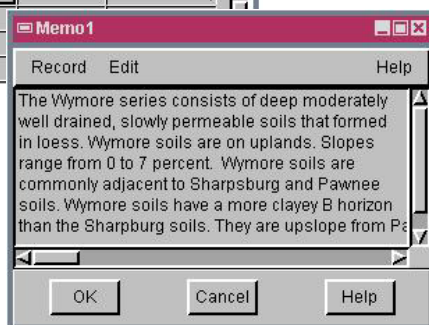 Memo1
Record Edit Help
The Wymore series consists of deep moderately
well drained, slowly permeable soils that formed
in loess. Wymore soils are on uplands. Slopes
range from 0 to 7 percent. Wymore soils are
commonly adjacent to Sharpsburg and Pawnee
soils. Wymore soils have a more clayey B horizon
than the Sharpburg soils. They are upslope from Pa
OK Cancel Help